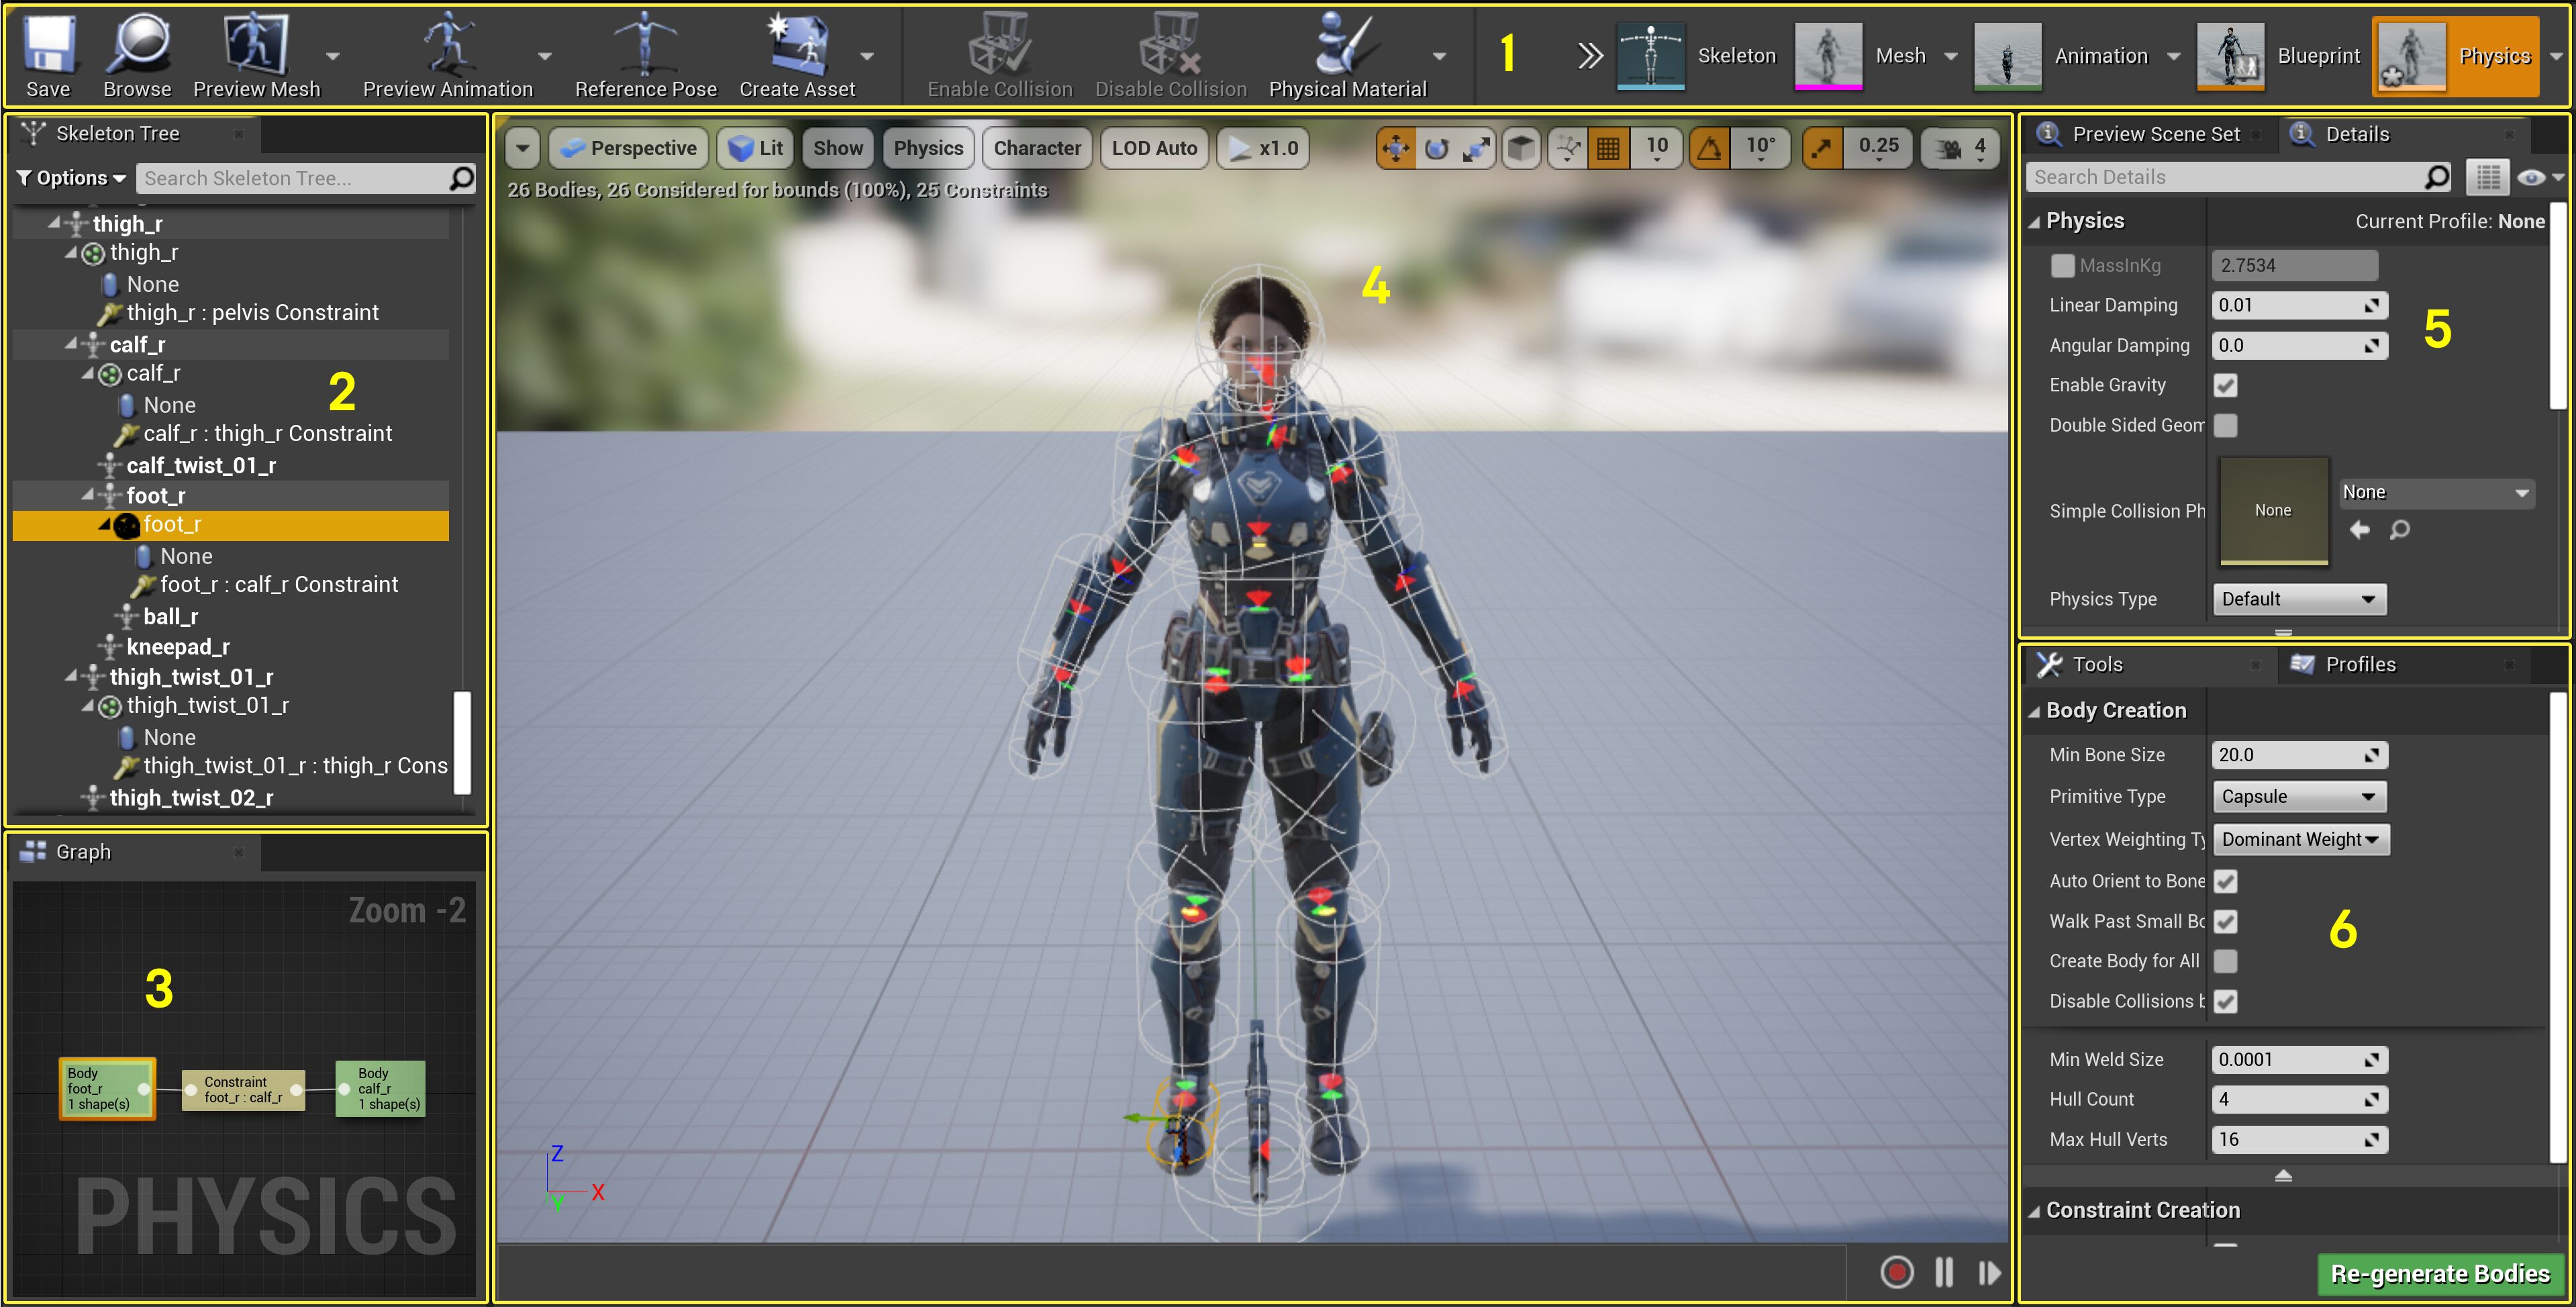 Save
Browse
Preview Mesh
Preview Animation
Reference Pose
Create Asset
Enable Collision
Disable Collision
Physical Material
1
Skeleton
Mesh
Animation
Blueprint
Physics
Skeleton Tree
Options
Search Skeleton Tree...
thigh_r
thigh_r
None
thigh_r : pelvis Constraint
calf_r
calf_r
2
None
calf_r : thigh_r Constraint
calf_twist_01_r
foot_r
foot_r
None
foot_r : calf_r Constraint
ball_r
kneepad_r
thigh_twist_01_r
thigh_twist_01_r
None
thigh_twist_01_r : thigh_r Cons
thigh_twist_02_r
Graph
Zoom -2
3
Body
foot_r
1 shape(s)
Constraint
foot_r : calf_r
Body
calf_r
1 shape(s)
PHYSICS
Perspective
Lit
Show
Physics
Character
LOD Auto
x1.0
10
10°
0.25
4
26 Bodies, 26 Considered for bounds (100%), 25 Constraints
4
Z
X
Y
Preview Scene Set
Details
Search Details
Physics
Current Profile: None
MassInKg
2.7534
Linear Damping
0.01
5
Angular Damping
0.0
Enable Gravity
Double Sided Geom
Simple Collision Ph
None
None
Physics Type
Default
Tools
Profiles
Body Creation
Min Bone Size
20.0
Primitive Type
Capsule
Vertex Weighting Ty
Dominant Weight
Auto Orient to Bone
Walk Past Small Bo
6
Create Body for All
Disable Collisions b
Min Weld Size
0.0001
Hull Count
4
Max Hull Verts
16
Constraint Creation
Re-generate Bodies